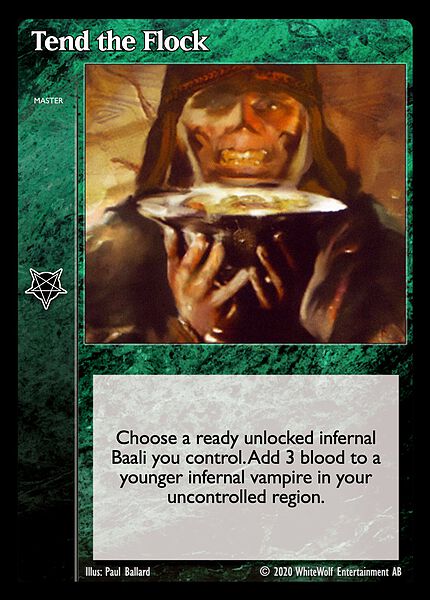 Tend the Flock
MASTER
Choose a ready unlocked infernal
Baali you control. Add 3 blood to a
younger infernal vampire in your
uncontrolled region.
Illus: Paul Ballard © 2020 WhiteWolf Entertainment AB